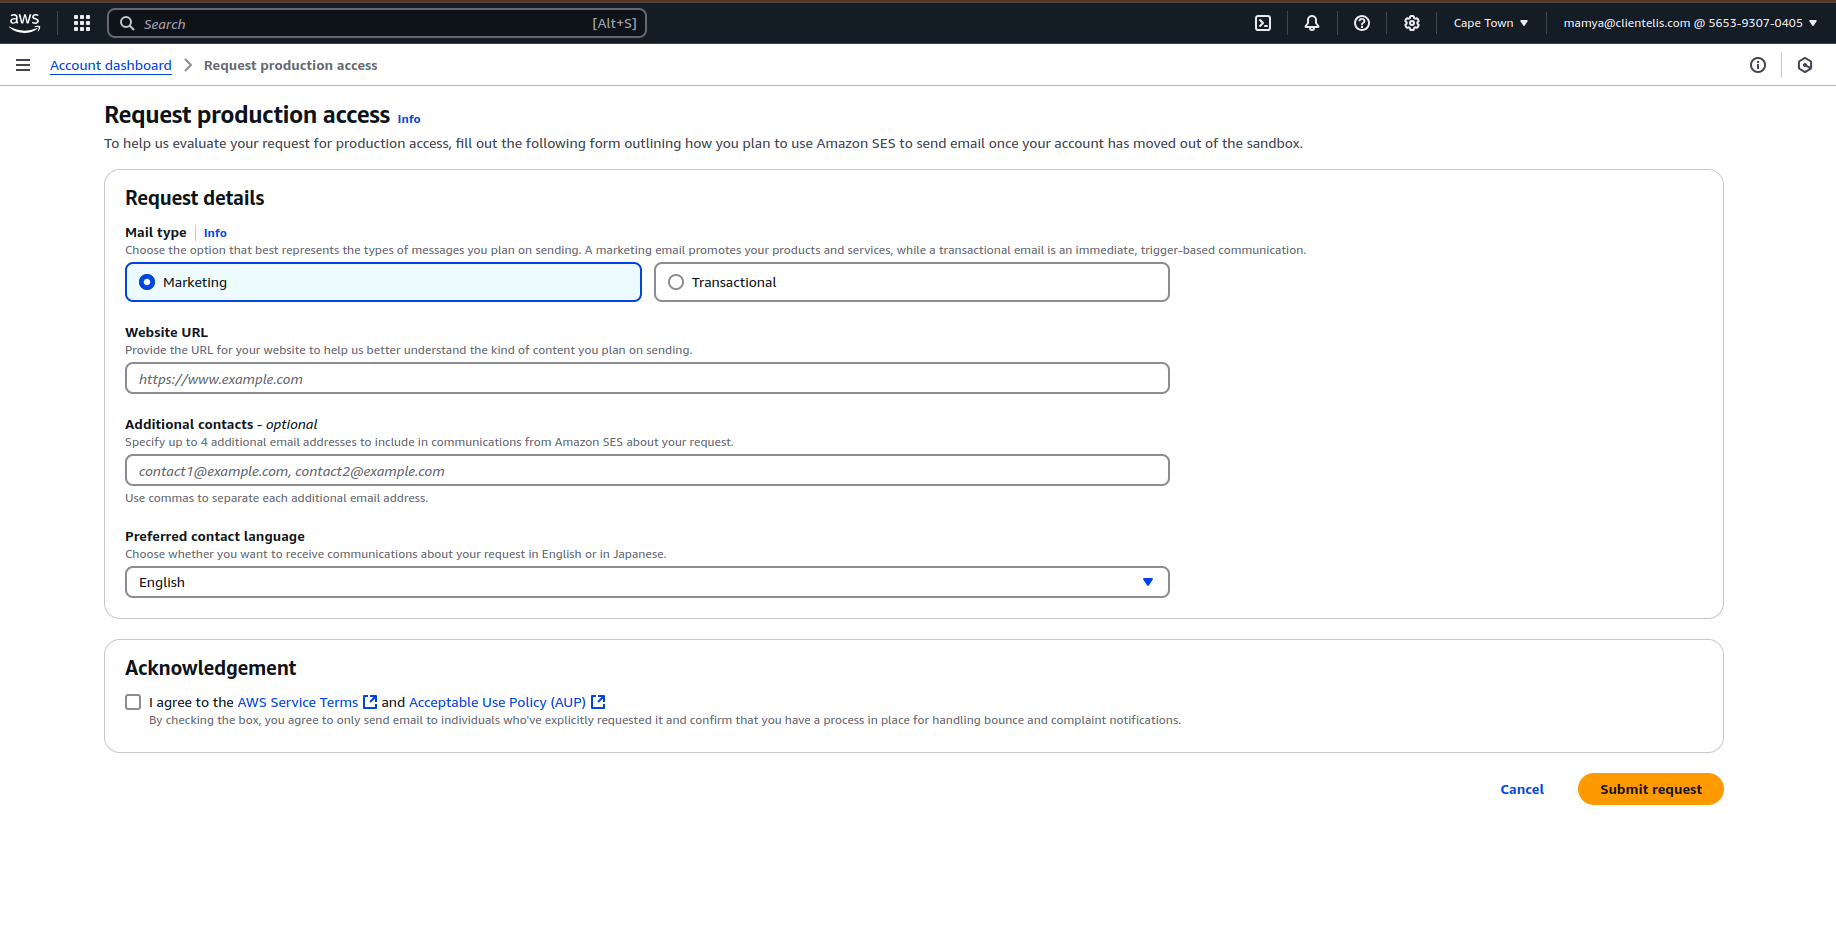 aws
Search [Alt+S]
Cape Town
mamya@clientelis.com @ 5653-9307-0405
Account dashboard
Request production access
Request production access Info
To help us evaluate your request for production access, fill out the following form outlining how you plan to use Amazon SES to send email once your account has moved out of the sandbox.
Request details
Mail type Info
Choose the option that best represents the types of messages you plan on sending. A marketing email promotes your products and services, while a transactional email is an immediate, trigger-based communication.
Marketing
Transactional
Website URL
Provide the URL for your website to help us better understand the kind of content you plan on sending.
https://www.example.com
Additional contacts - optional
Specify up to 4 additional email addresses to include in communications from Amazon SES about your request.
contact1@example.com, contact2@example.com
Use commas to separate each additional email address.
Preferred contact language
Choose whether you want to receive communications about your request in English or in Japanese.
English
Acknowledgement
I agree to the AWS Service Terms and Acceptable Use Policy (AUP)
By checking the box, you agree to only send email to individuals who've explicitly requested it and confirm that you have a process in place for handling bounce and complaint notifications.
Cancel
Submit request